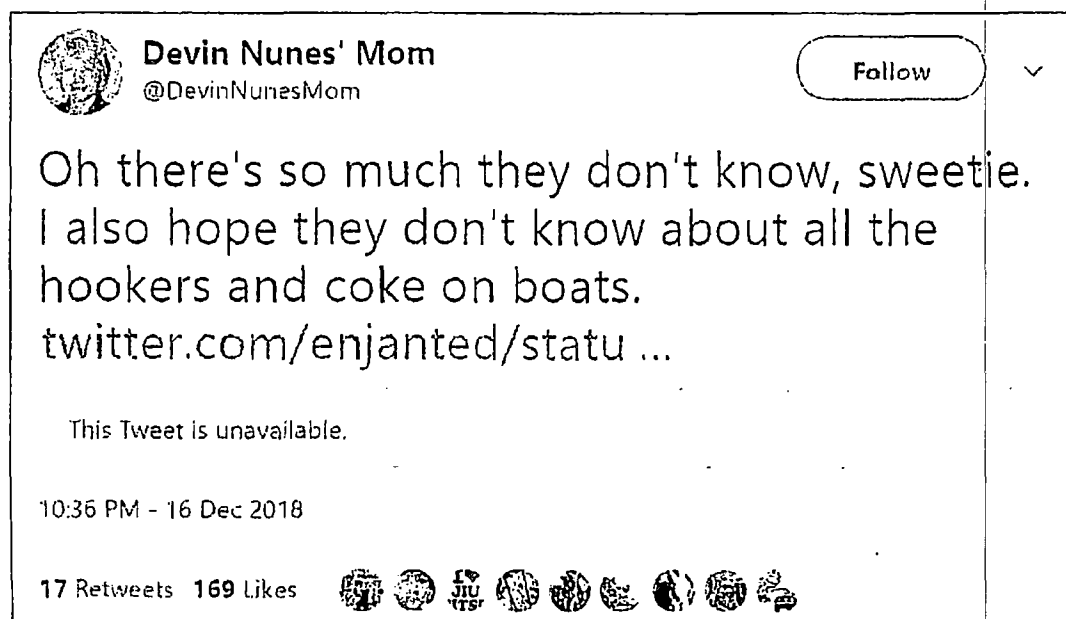 Devin Nunes' Mom
@DevinNunesMom
Follow
Oh there's so much they don't know, sweetie.
I also hope they don't know about all the
hookers and coke on boats.
twitter.com/enjanted/statu ...
This Tweet is unavailable.
10:36 PM - 16 Dec 2018
17 Retweets 169 Likes
I
JIU